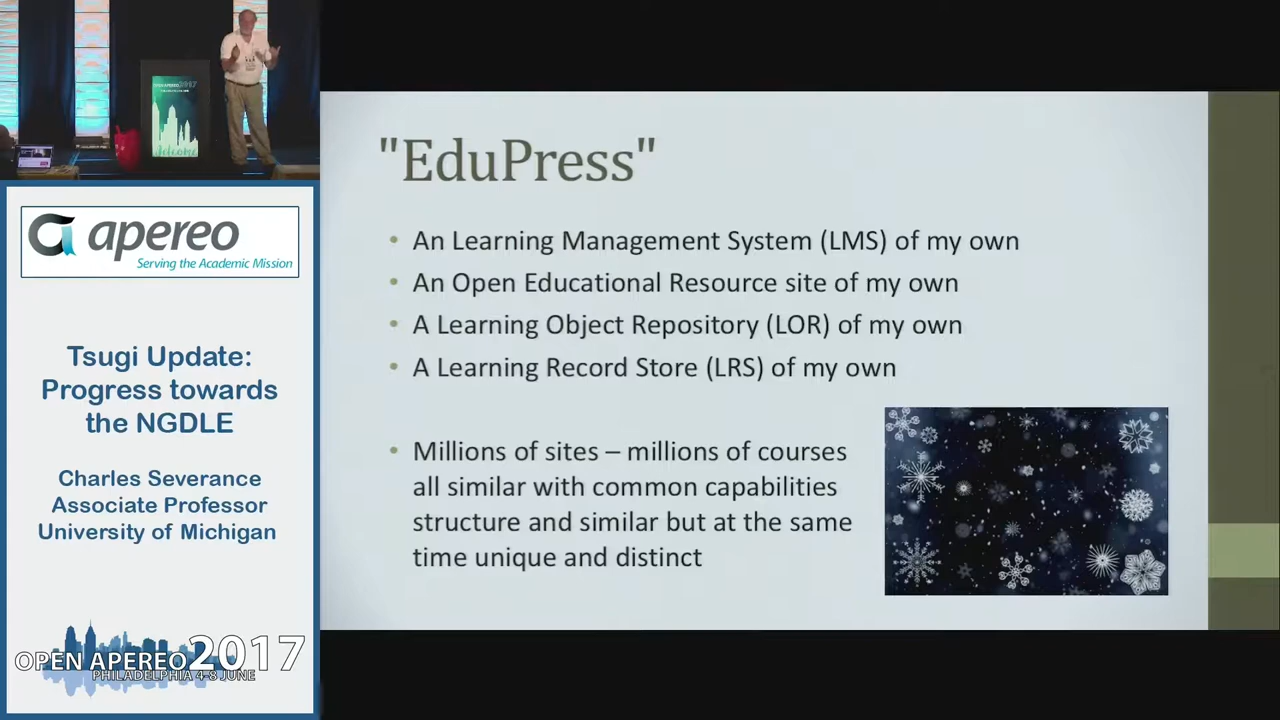 OPEN APEREO 2017
Welcome
apereo
Serving the Academic Mission
Tsugi Update:
Progress towards
the NGDLE
Charles Severance
Associate Professor
University of Michigan
OPEN APEREO 2017
PHILADELPHIA 4-8 JUNE
"EduPress"
• An Learning Management System (LMS) of my own
• An Open Educational Resource site of my own
• A Learning Object Repository (LOR) of my own
• A Learning Record Store (LRS) of my own
• Millions of sites – millions of courses
all similar with common capabilities
structure and similar but at the same
time unique and distinct